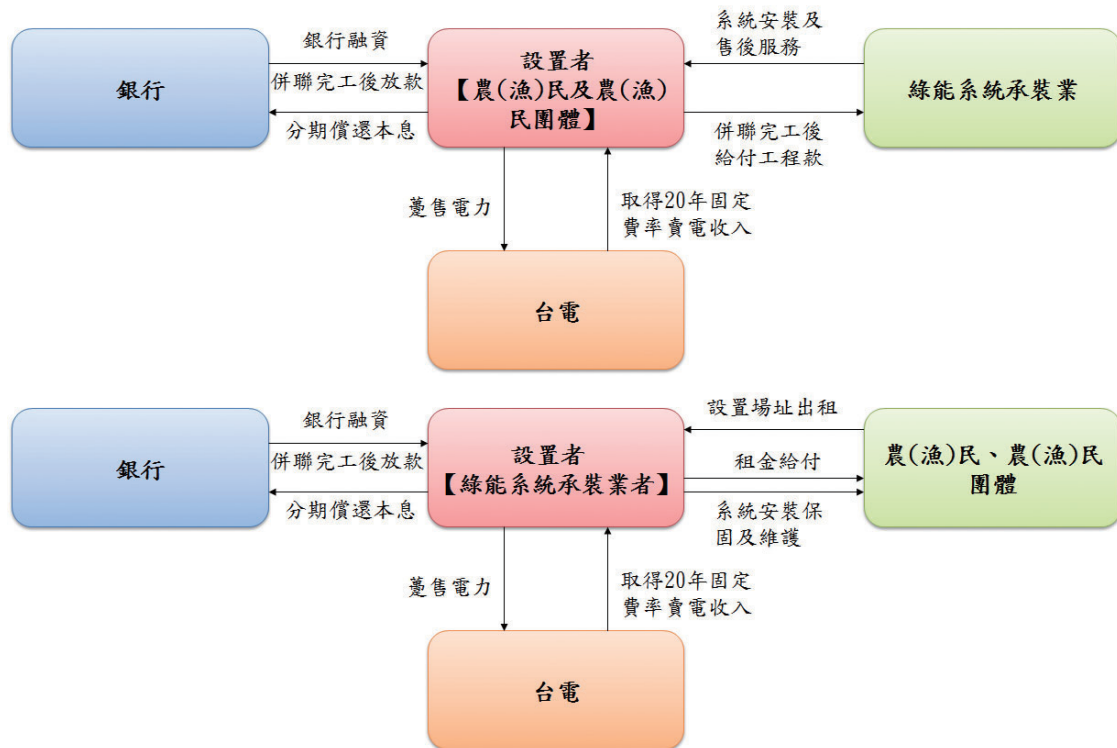 銀行
銀行融資
併聯完工後放款
分期償還本息
設置者
【農(漁)民及農(漁)
民團體】
系統安裝及
售後服務
併聯完工後
給付工程款
綠能系統承裝業
躉售電力
取得20年固定
費率賣電收入
台電
銀行
銀行融資
併聯完工後放款
分期償還本息
設置者
【綠能系統承裝業者】
設置場址出租
租金給付
系統安裝保
固及維護
農(漁)民、農(漁)民
團體
躉售電力
取得20年固定
費率賣電收入
台電